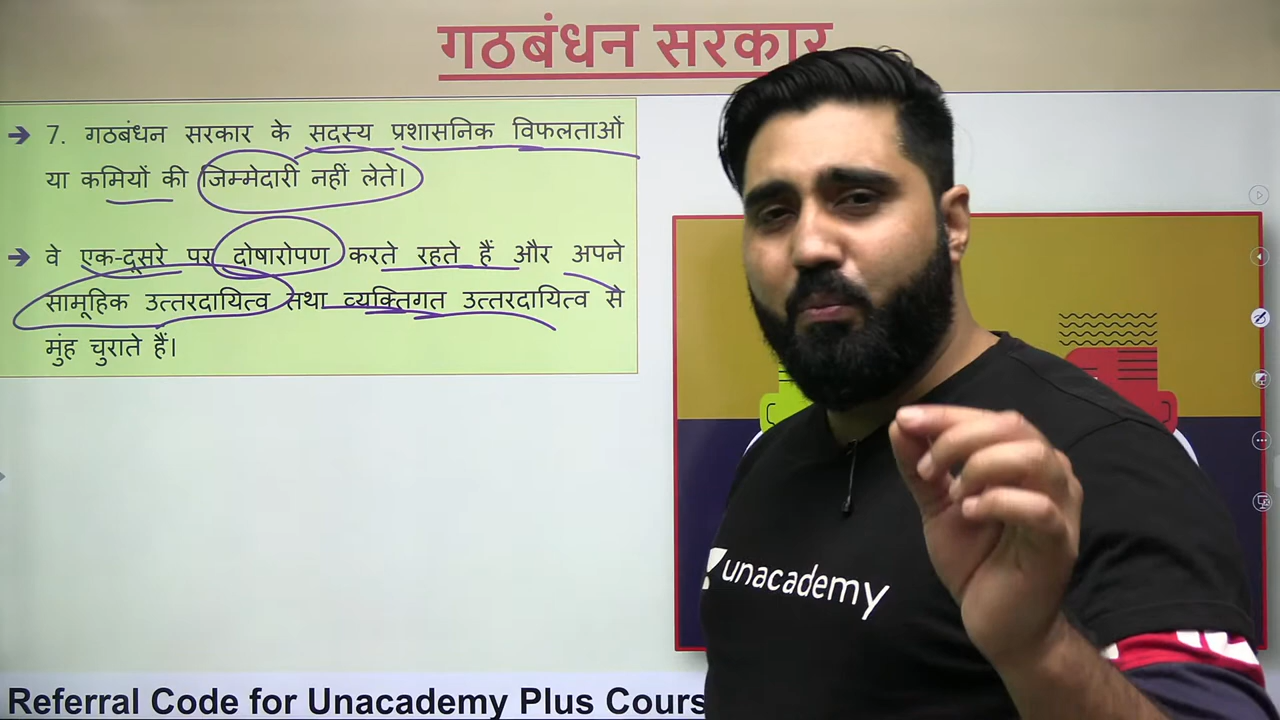 गठबंधन सरकार
➔ 7. गठबंधन सरकार के सदस्य प्रशासनिक विफलताओं
या कमियों की जिम्मेदारी नहीं लेते।
➔ वे एक-दूसरे पर दोषारोपण करते रहते हैं और अपने
सामूहिक उत्तरदायित्व तथा व्यक्तिगत उत्तरदायित्व से
मुंह चुराते हैं।
unacademy
Referral Code for Unacademy Plus Cours